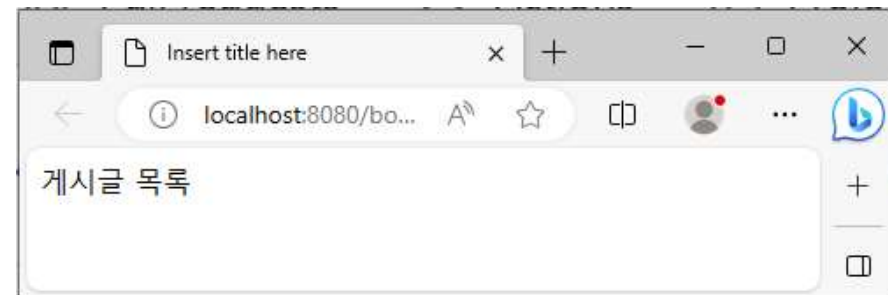 Insert title here
localhost:8080/bo...
게시글 목록